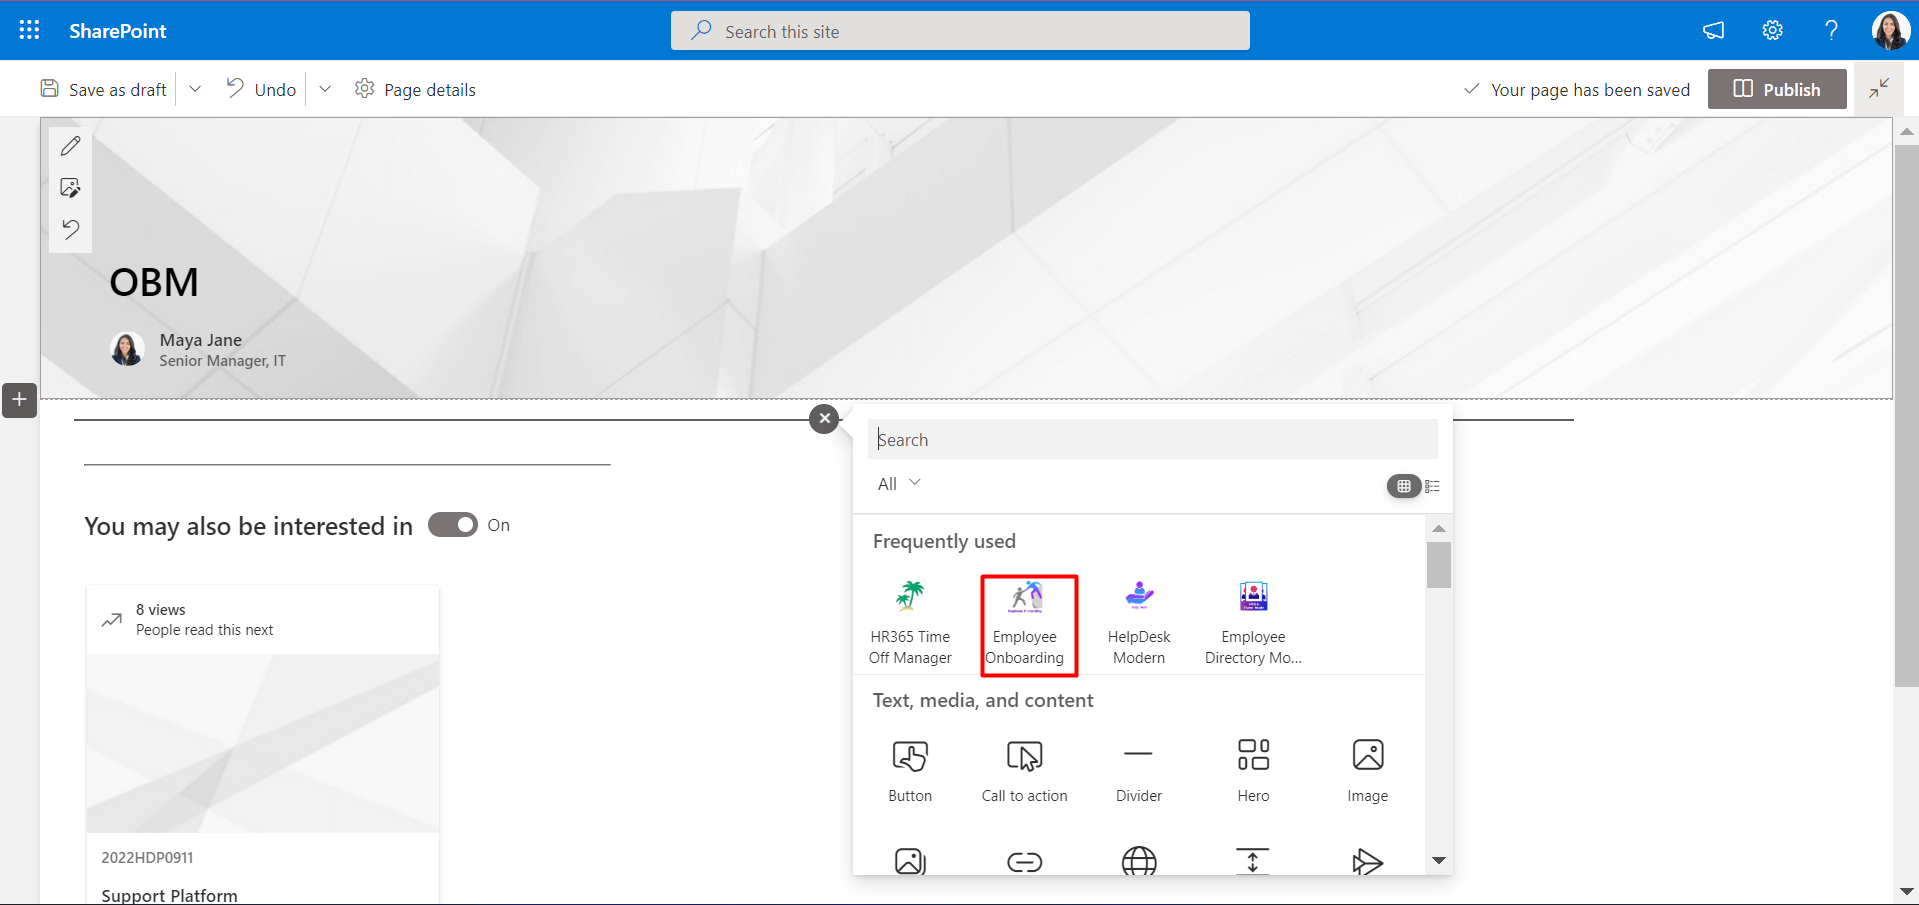 SharePoint
Search this site
Save as draft
Undo
Page details
Your page has been saved
Publish
OBM
Maya Jane
Senior Manager, IT
Search
All
You may also be interested in
On
Frequently used
HR365 Time
Off Manager
Employee
Onboarding
HelpDesk
Modern
Employee
Directory Mo...
8 views
People read this next
Text, media, and content
Button
Call to action
Divider
Hero
Image
2022HDP0911
Support Platform